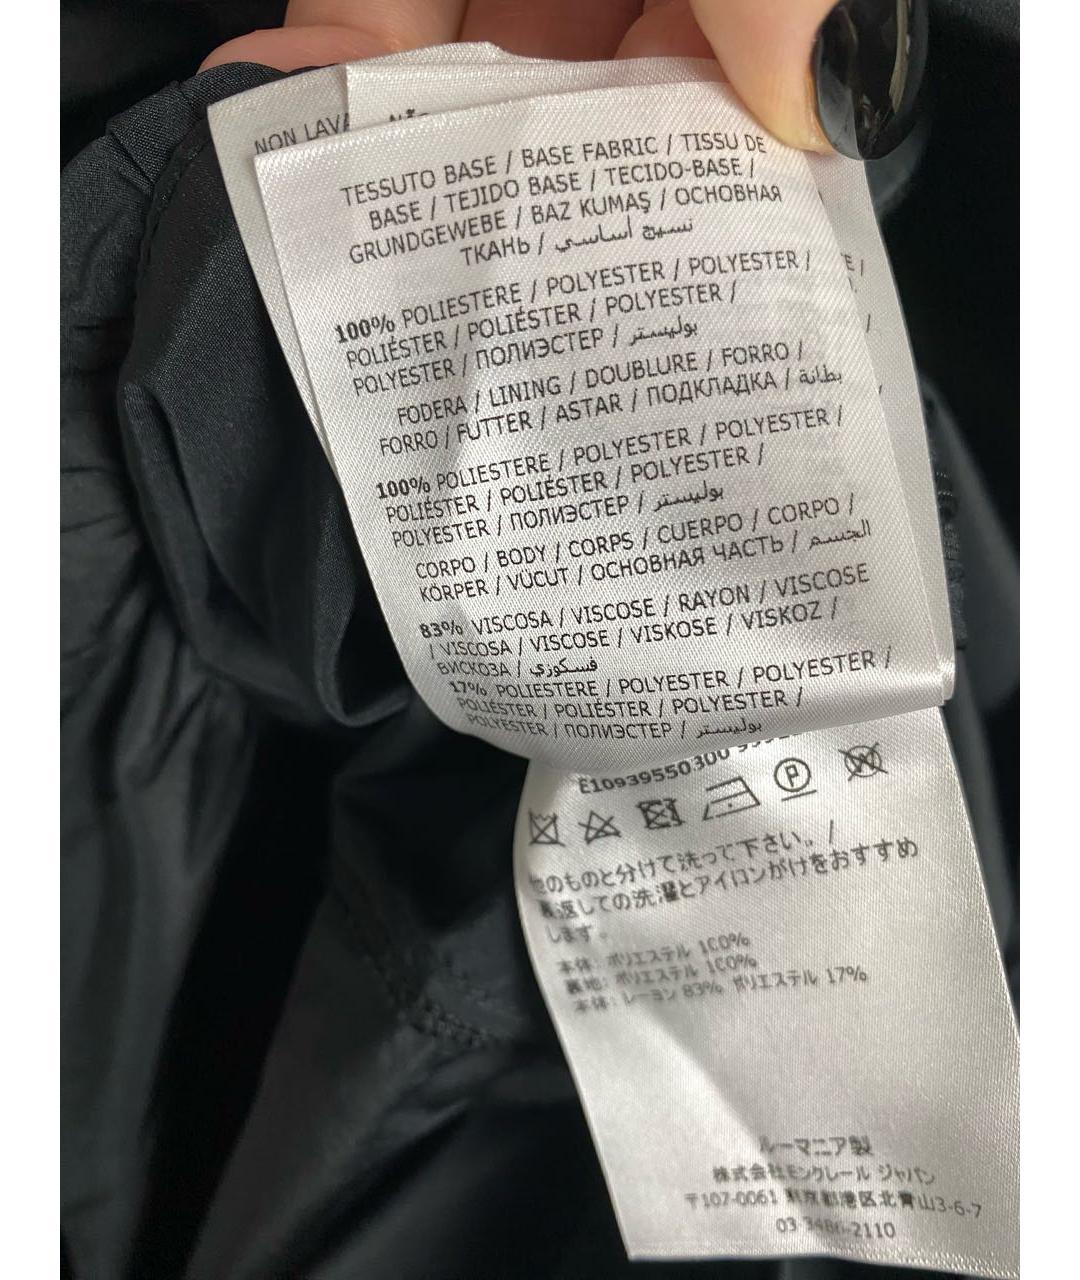 NON LAVA
TESSUTO BASE / BASE FABRIC / TISSU DE
BASE / TEJIDO BASE / TECIDO-BASE /
GRUNDGEWEBE / BAZ KUMAŞ / ОСНОВНАЯ
ТКАНЬ / نسيج أساسي
100% POLIESTERE / POLYESTER / POLYESTER /
POLIÉSTER / POLIÉSTER / POLYESTER /
POLYESTER / ПОЛИЭСТЕР / بوليستر
FODERA / LINING / DOUBLURE / FORRO /
FORRO / FUTTER / ASTAR / ПОДКЛАДКА / بطانة
100% POLIESTERE / POLYESTER / POLYESTER /
POLIÉSTER / POLIÉSTER / POLYESTER /
POLYESTER / ПОЛИЭСТЕР / بوليستر
CORPO / BODY / CORPS / CUERPO / CORPO /
KÖRPER / VÜCUT / ОСНОВНАЯ ЧАСТЬ / الجسم
83% VISCOSA / VISCOSE / RAYON / VISCOSE
/ VISCOSA / VISCOSE / VISKOSE / VISKOZ /
ВИСКОЗА / فسكوزي
17% POLIESTERE / POLYESTER / POLYESTER /
POLIÉSTER / POLIÉSTER / POLYESTER /
POLYESTER / ПОЛИЭСТЕР / بوليستر
E10939550300
P
W
他のものと分けて洗って下さい。/
裏返しての洗濯とアイロンがけをおすすめ
します。
本体: ポリエステル 100%
裏地: ポリエステル 100%
本体: レーヨン 83% ポリエステル 17%
ルーマニア製
株式会社モンクレール ジャパン
〒107-0061 東京都港区北青山3-6-7
03 3486-2110